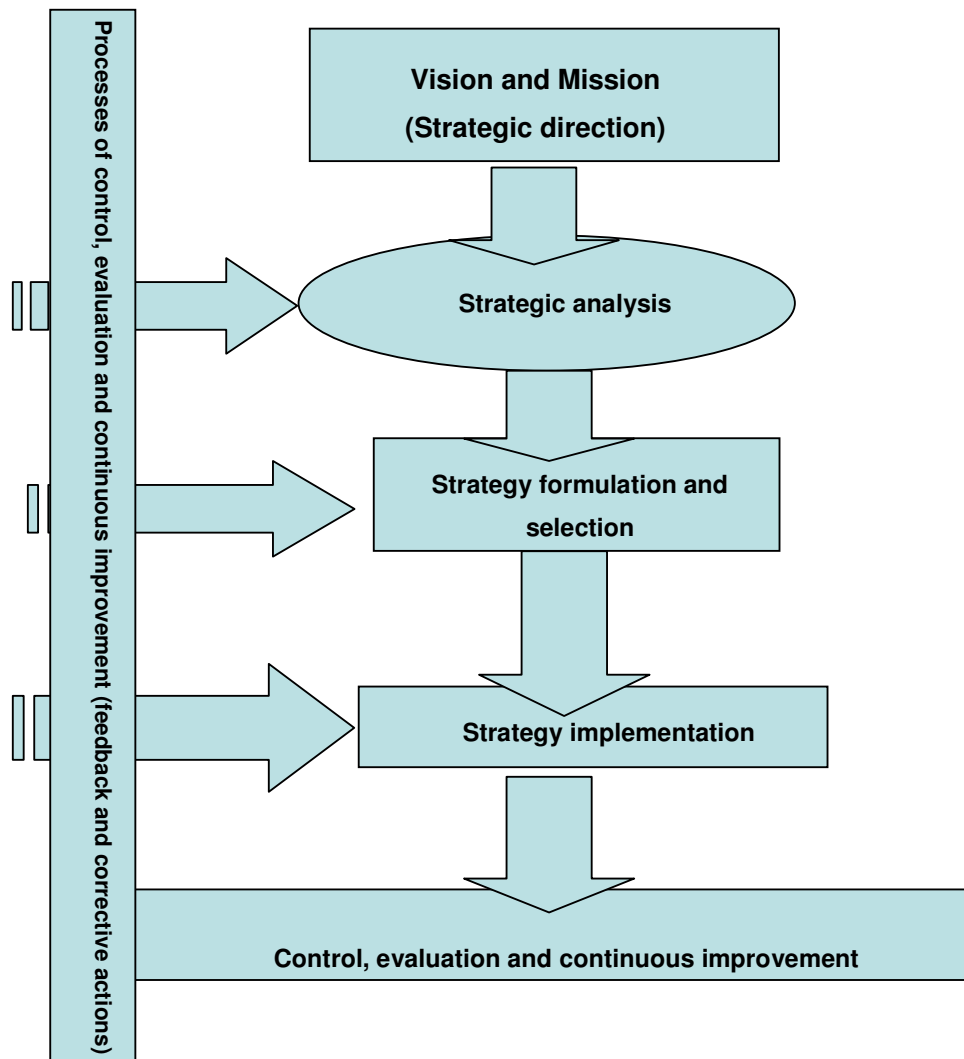 Processes of control, evaluation and continuous improvement (feedback and corrective actions)
Vision and Mission
(Strategic direction)
Strategic analysis
Strategy formulation and
selection
Strategy implementation
Control, evaluation and continuous improvement